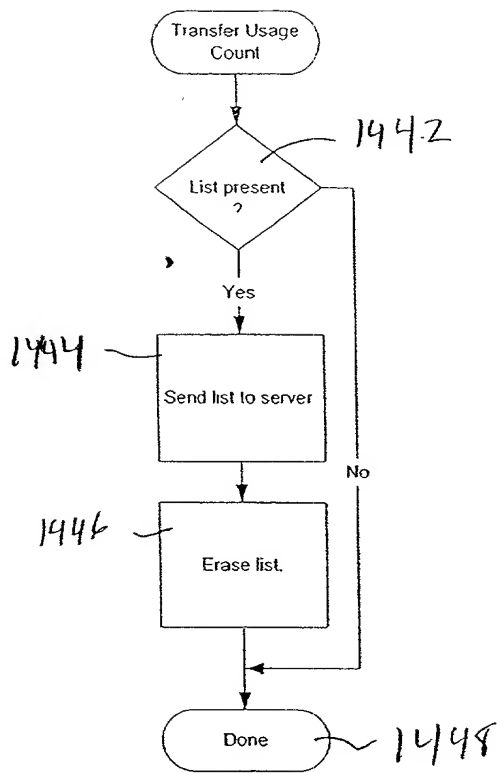 Transfer Usage
Count
1442
List present
?
Yes
1444
Send list to server
No
1446
Erase list.
Done
1448